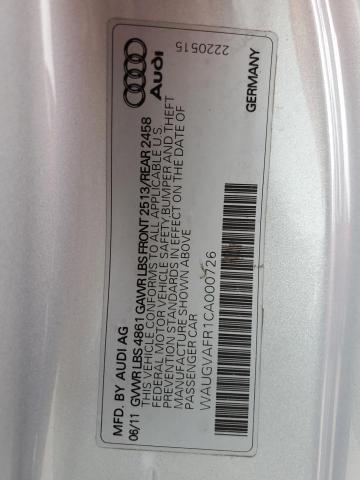 Audi
2220515
GERMANY
MFD. BY AUDI AG
06/11 GVWR LBS 4861 GAWR LBS FRONT 2513/REAR 2458
THIS VEHICLE CONFORMS TO ALL APPLICABLE U.S.
FEDERAL MOTOR VEHICLE SAFETY BUMPER AND THEFT
PREVENTION STANDARDS IN EFFECT ON THE DATE OF
MANUFACTURE SHOWN ABOVE
PASSENGER CAR
WAUGVAFR1CA000726